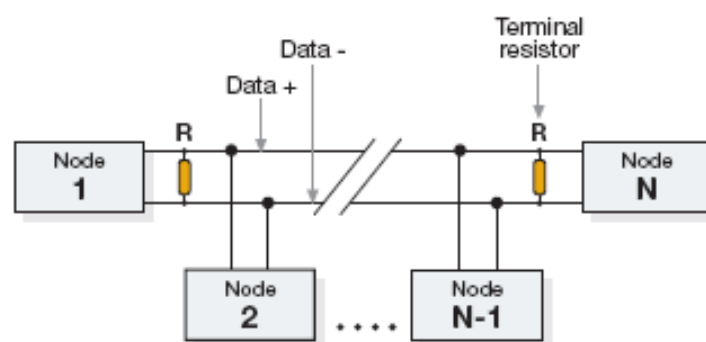 Terminal
resistor
Data -
Data +
R
R
Node
1
Node
N
Node
2
....
Node
N-1